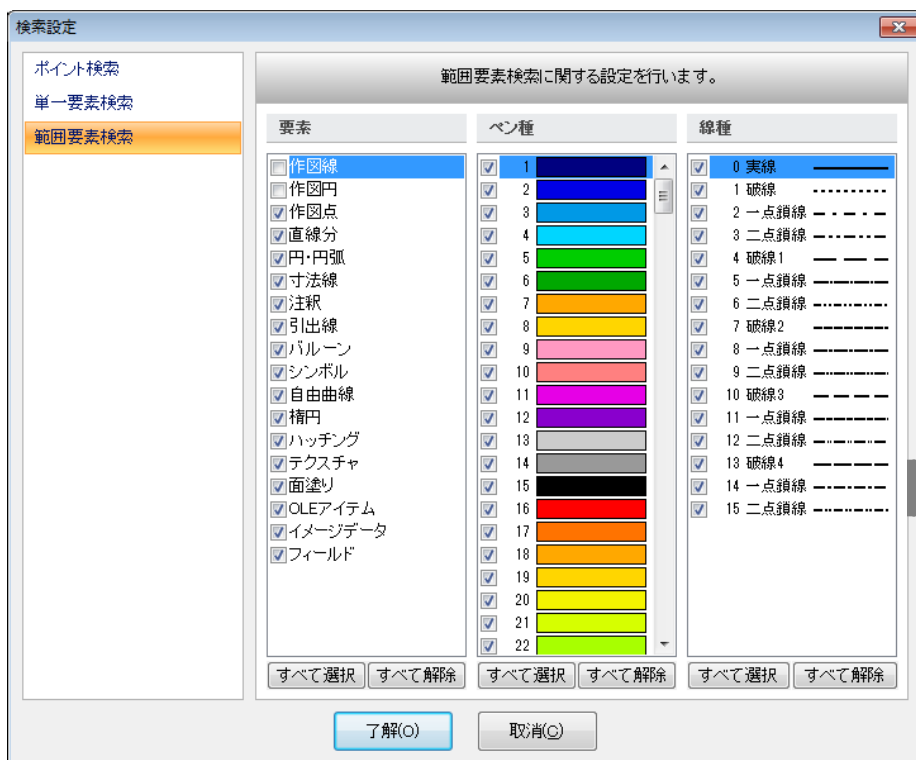 検索設定
ポイント検索
単一要素検索
範囲要素検索
範囲要素検索に関する設定を行います。
要素
作図線
作図円
作図点
直線分
円・円弧
寸法線
注釈
引出線
バルーン
シンボル
自由曲線
楕円
ハッチング
テクスチャ
面塗り
OLEアイテム
イメージデータ
フィールド
すべて選択 すべて解除
ペン種
1
2
3
4
5
6
7
8
9
10
11
12
13
14
15
16
17
18
19
20
21
22
すべて選択 すべて解除
線種
0 実線
1 破線
2 一点鎖線
3 二点鎖線
4 破線1
5 一点鎖線
6 二点鎖線
7 破線2
8 一点鎖線
9 二点鎖線
10 破線3
11 一点鎖線
12 二点鎖線
13 破線4
14 一点鎖線
15 二点鎖線
すべて選択 すべて解除
了解(O) 取消(C)